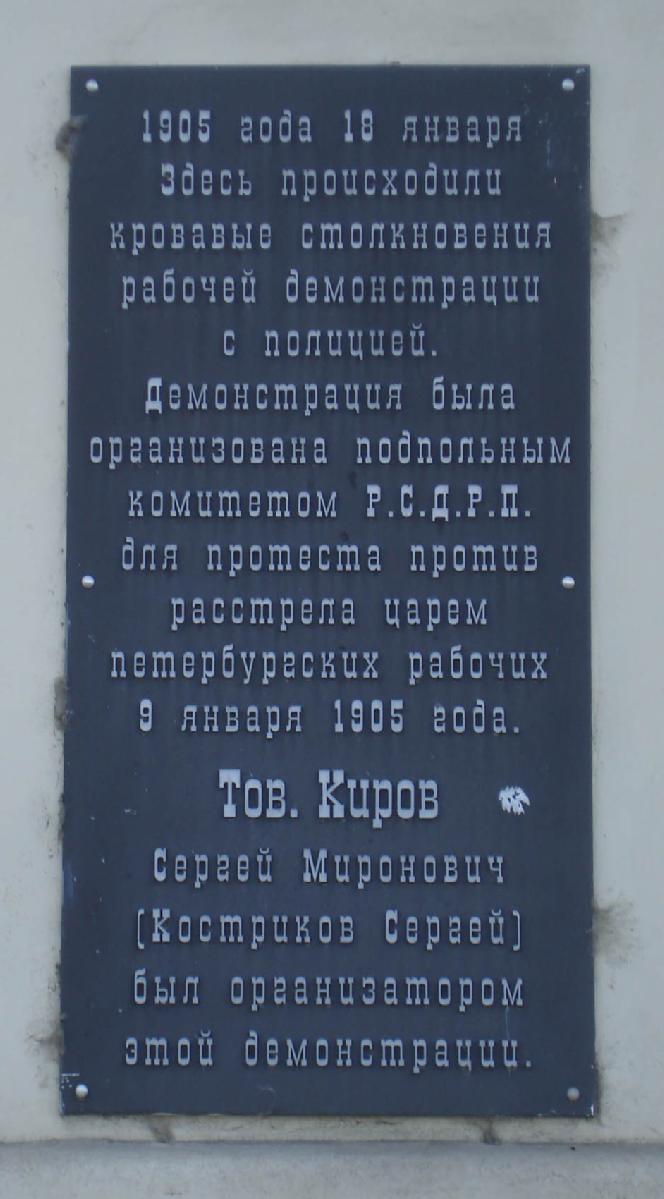 1905 года 18 января
Здесь происходили
кровавые столкновения
рабочей демонстрации
с полицией.
Демонстрация была
организована подпольным
комитетом Р.С.Д.Р.П.
для протеста против
расстрела царем
петербургских рабочих
9 января 1905 года.
Тов. Киров
Сергей Миронович
(Костриков Сергей)
был организатором
этой демонстрации.